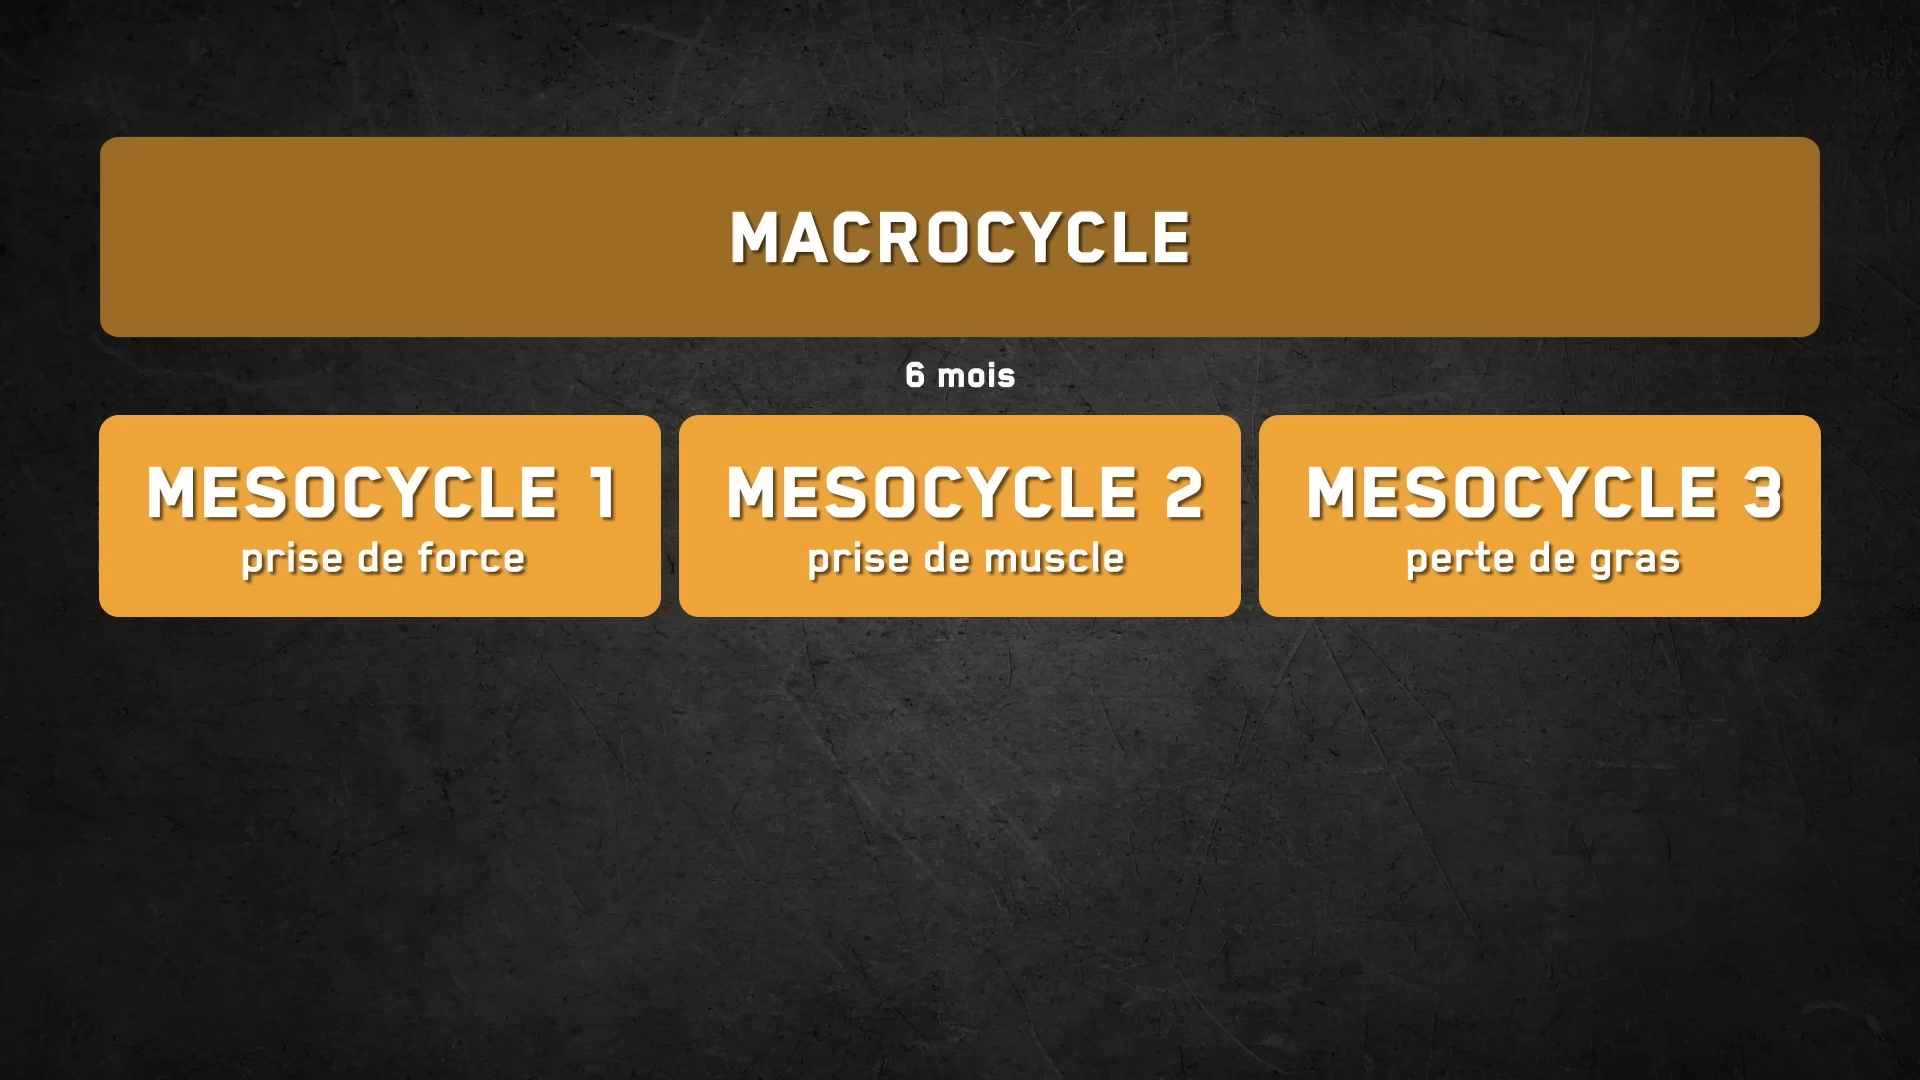 MACROCYCLE
6 mois
MESOCYCLE 1
prise de force
MESOCYCLE 2
prise de muscle
MESOCYCLE 3
perte de gras